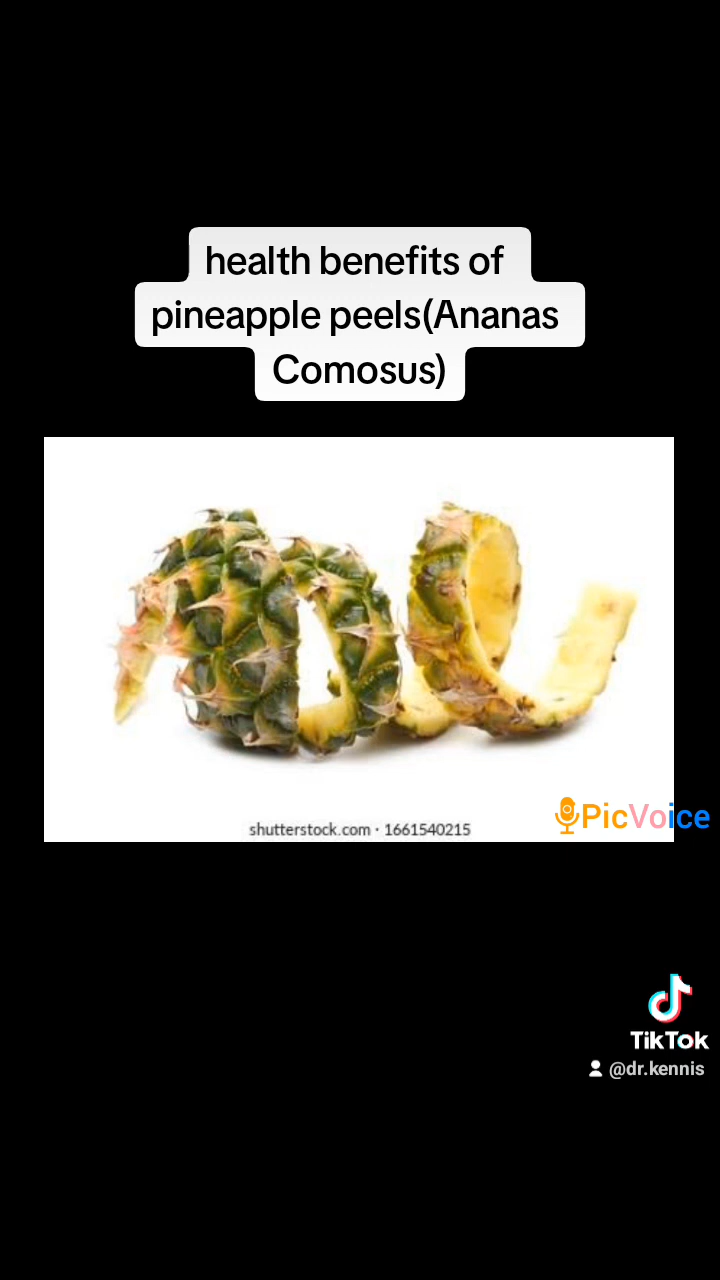 health benefits of
pineapple peels(Ananas
Comosus)
shutterstock.com · 1661540215
PicVoice
TikTok
@dr.kennis